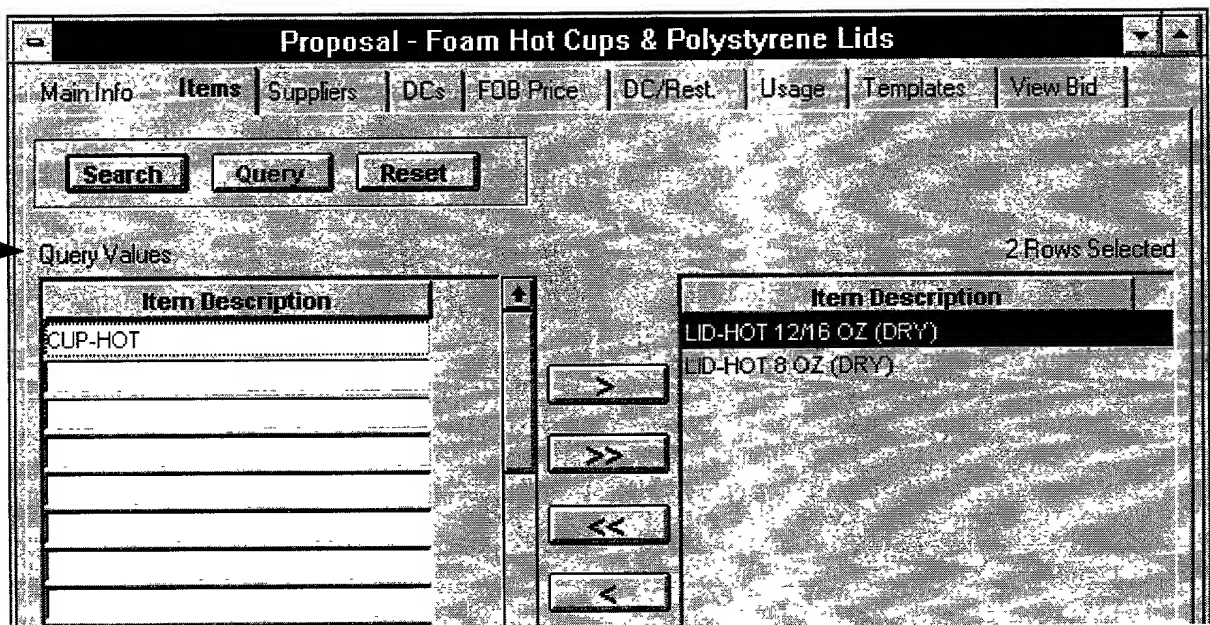 Proposal - Foam Hot Cups & Polystyrene Lids
Main Info Items Suppliers DCs FOB Price DC/Rest. Usage Templates View Bid
Search Query Reset
Query Values 2 Rows Selected
Item Description Item Description
CUP-HOT LID-HOT 12/16 OZ (DRY)
LID-HOT 8 OZ (DRY)
>
>>
<<
<